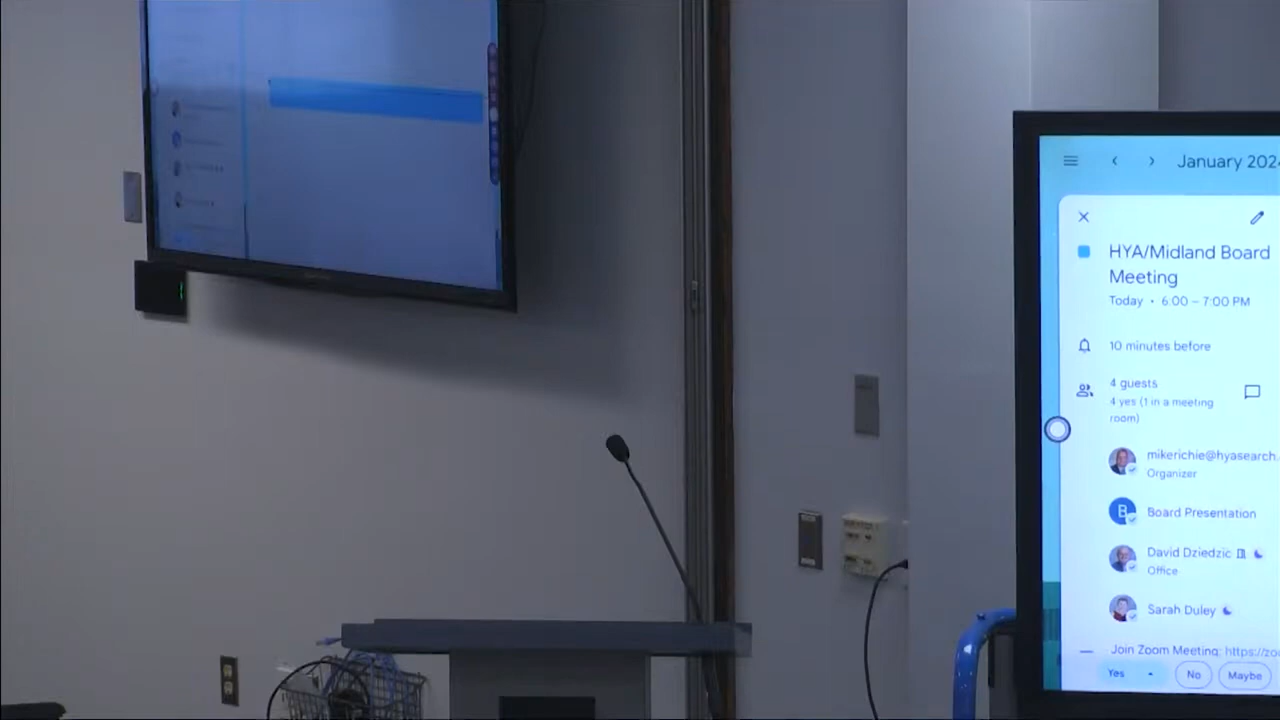 January 202
HYA/Midland Board
Meeting
Today • 6:00 – 7:00 PM
10 minutes before
4 guests
4 yes (1 in a meeting
room)
mikerichie@hyasearch.
Organizer
B
Board Presentation
David Dziedzic
Office
Sarah Duley
Join Zoom Meeting: https://zo
Yes
No
Maybe